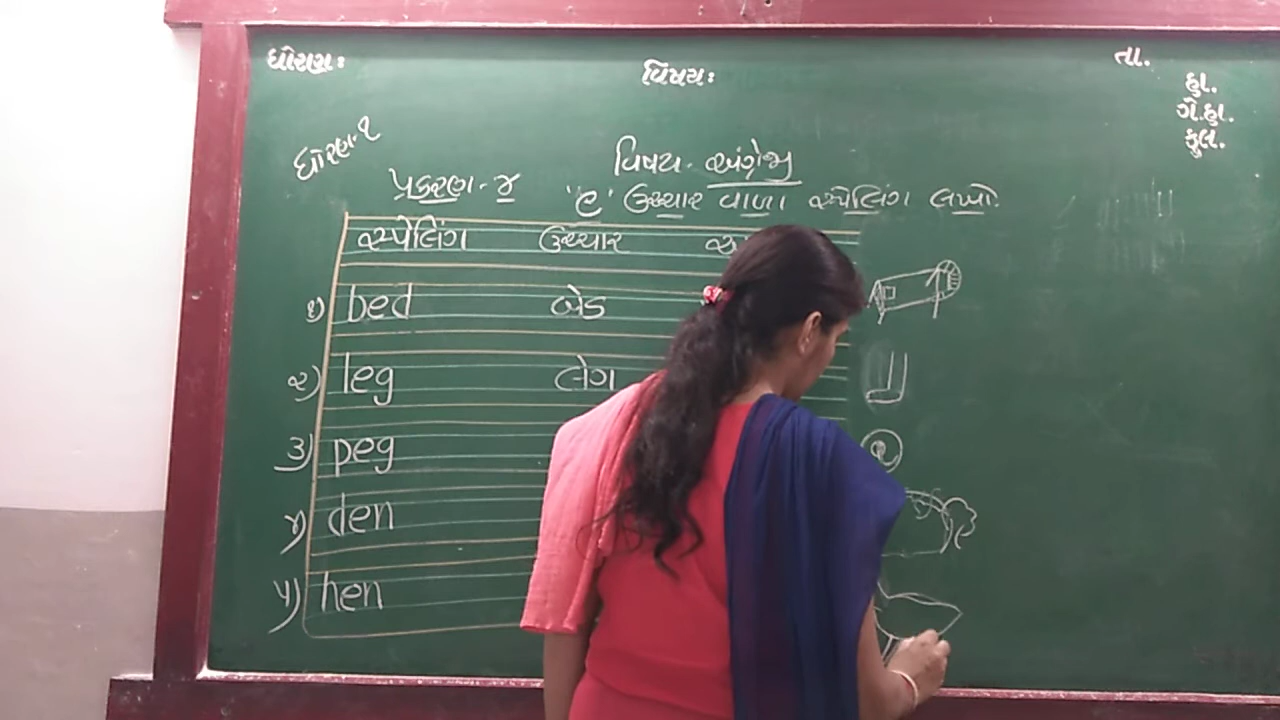 ધોરણઃ વિષયઃ તા.
હા.
ગે.હા.
કુલ.
ધોરણ-૧
વિષય- અંગ્રેજી
પ્રકરણ-૪ 'e' ઉચ્ચાર વાળા સ્પેલિંગ લખો.
સ્પેલિંગ ઉચ્ચાર
૧) bed બેડ
૨) leg લેગ
૩) peg
૪) den
૫) hen